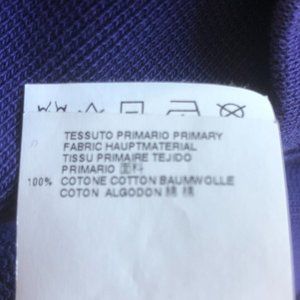 TESSUTO PRIMARIO PRIMARY
FABRIC HAUPTMATERIAL
TISSU PRIMAIRE TEJIDO
PRIMARIO
100% COTONE COTTON BAUMWOLLE
COTON ALGODON